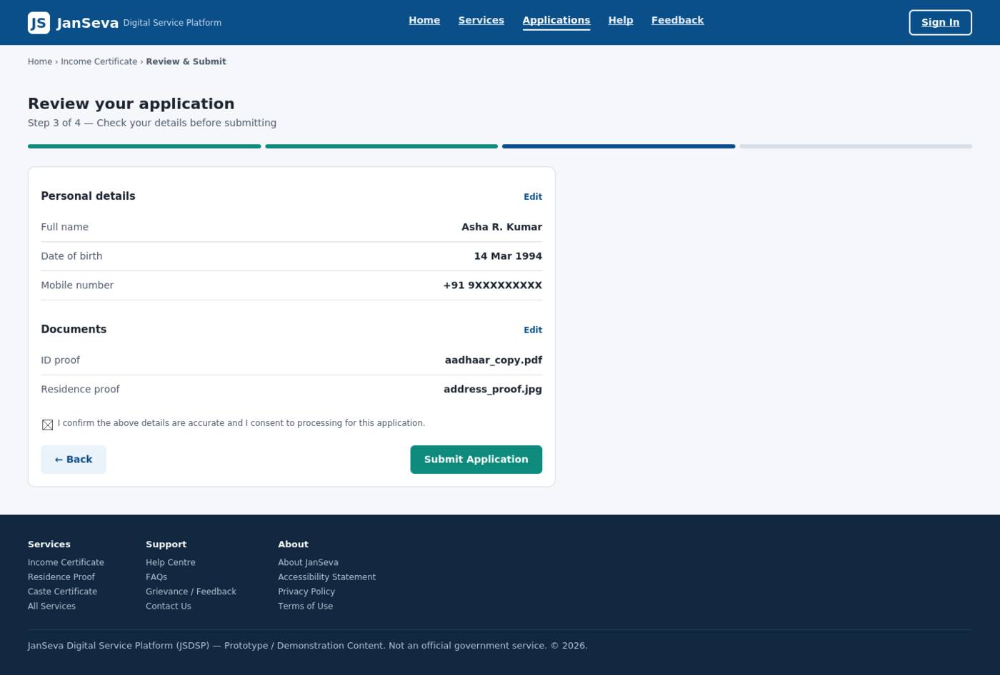 JS JanSeva Digital Service Platform Home Services Applications Help Feedback Sign In
Home › Income Certificate › Review & Submit
Review your application
Step 3 of 4 — Check your details before submitting
Personal details Edit
Full name Asha R. Kumar
Date of birth 14 Mar 1994
Mobile number +91 9XXXXXXXXX
Documents Edit
ID proof aadhaar_copy.pdf
Residence proof address_proof.jpg
☒ I confirm the above details are accurate and I consent to processing for this application.
← Back Submit Application
Services Support About
Income Certificate Help Centre About JanSeva
Residence Proof FAQs Accessibility Statement
Caste Certificate Grievance / Feedback Privacy Policy
All Services Contact Us Terms of Use
JanSeva Digital Service Platform (JSDSP) — Prototype / Demonstration Content. Not an official government service. © 2026.